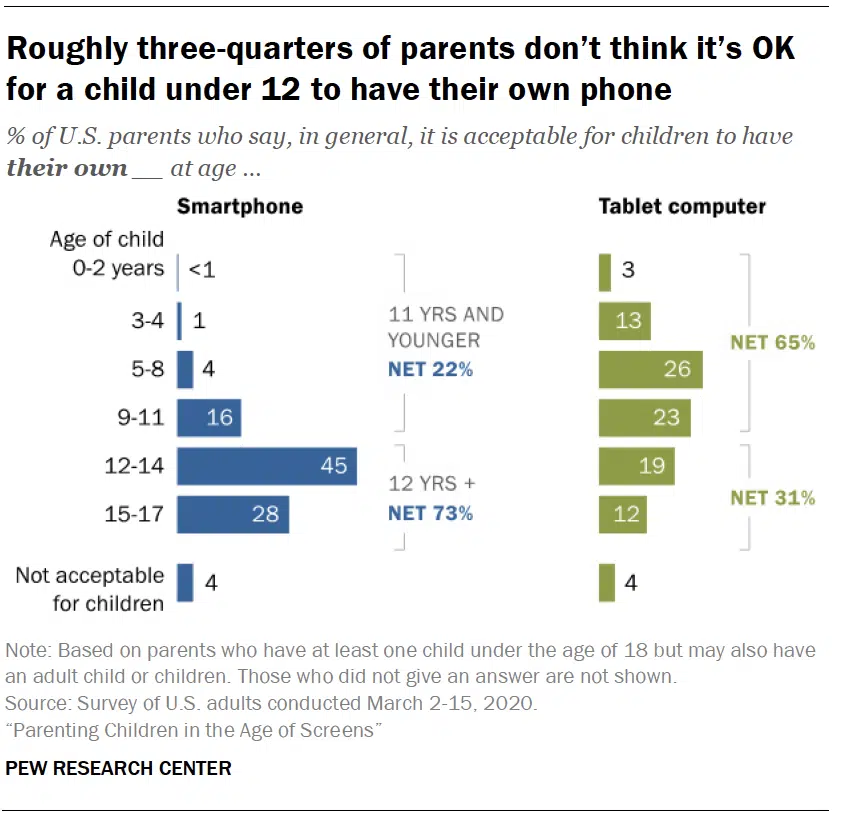 Roughly three-quarters of parents don't think it's OK
for a child under 12 to have their own phone
% of U.S. parents who say, in general, it is acceptable for children to have
their own __ at age ...
Smartphone
Age of child
0-2 years <1
3-4 1
5-8 4
9-11 16
12-14 45
15-17 28
Not acceptable
for children 4
11 YRS AND
YOUNGER
NET 22%
12 YRS +
NET 73%
Tablet computer
3
13
26
23
19
12
4
NET 65%
NET 31%
Note: Based on parents who have at least one child under the age of 18 but may also have
an adult child or children. Those who did not give an answer are not shown.
Source: Survey of U.S. adults conducted March 2-15, 2020.
“Parenting Children in the Age of Screens”
PEW RESEARCH CENTER